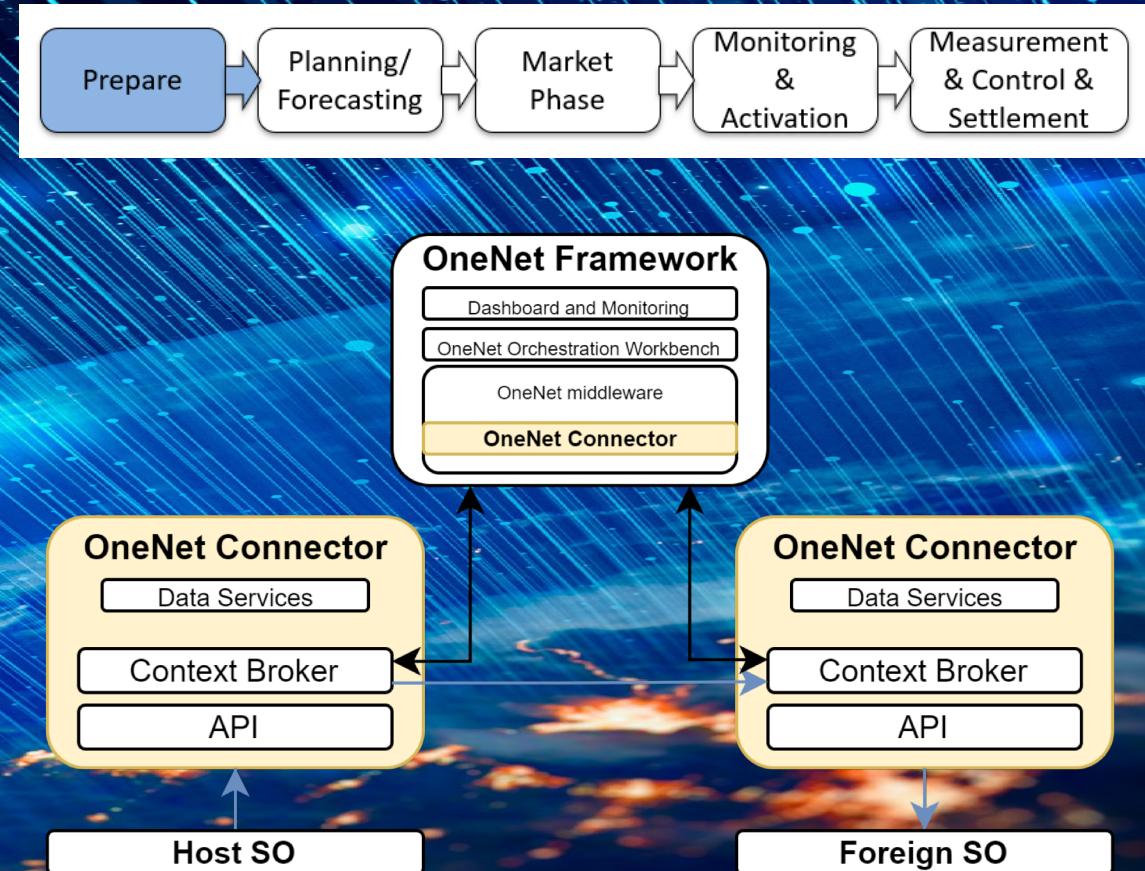 Prepare
Planning/
Forecasting
Market
Phase
Monitoring
&
Activation
Measurement
& Control &
Settlement
OneNet Framework
Dashboard and Monitoring
OneNet Orchestration Workbench
OneNet middleware
OneNet Connector
OneNet Connector
Data Services
Context Broker
API
Host SO
OneNet Connector
Data Services
Context Broker
API
Foreign SO